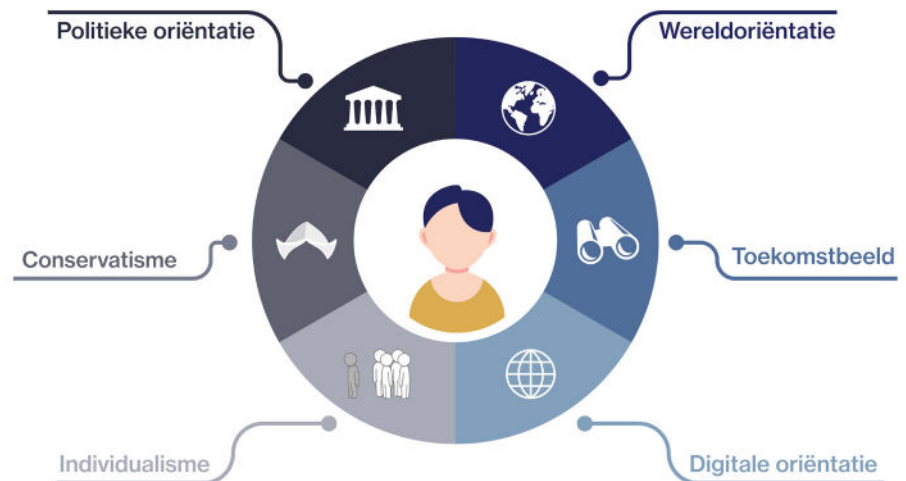 Politieke oriëntatie
Wereldoriëntatie
Conservatisme
Toekomstbeeld
Individualisme
Digitale oriëntatie